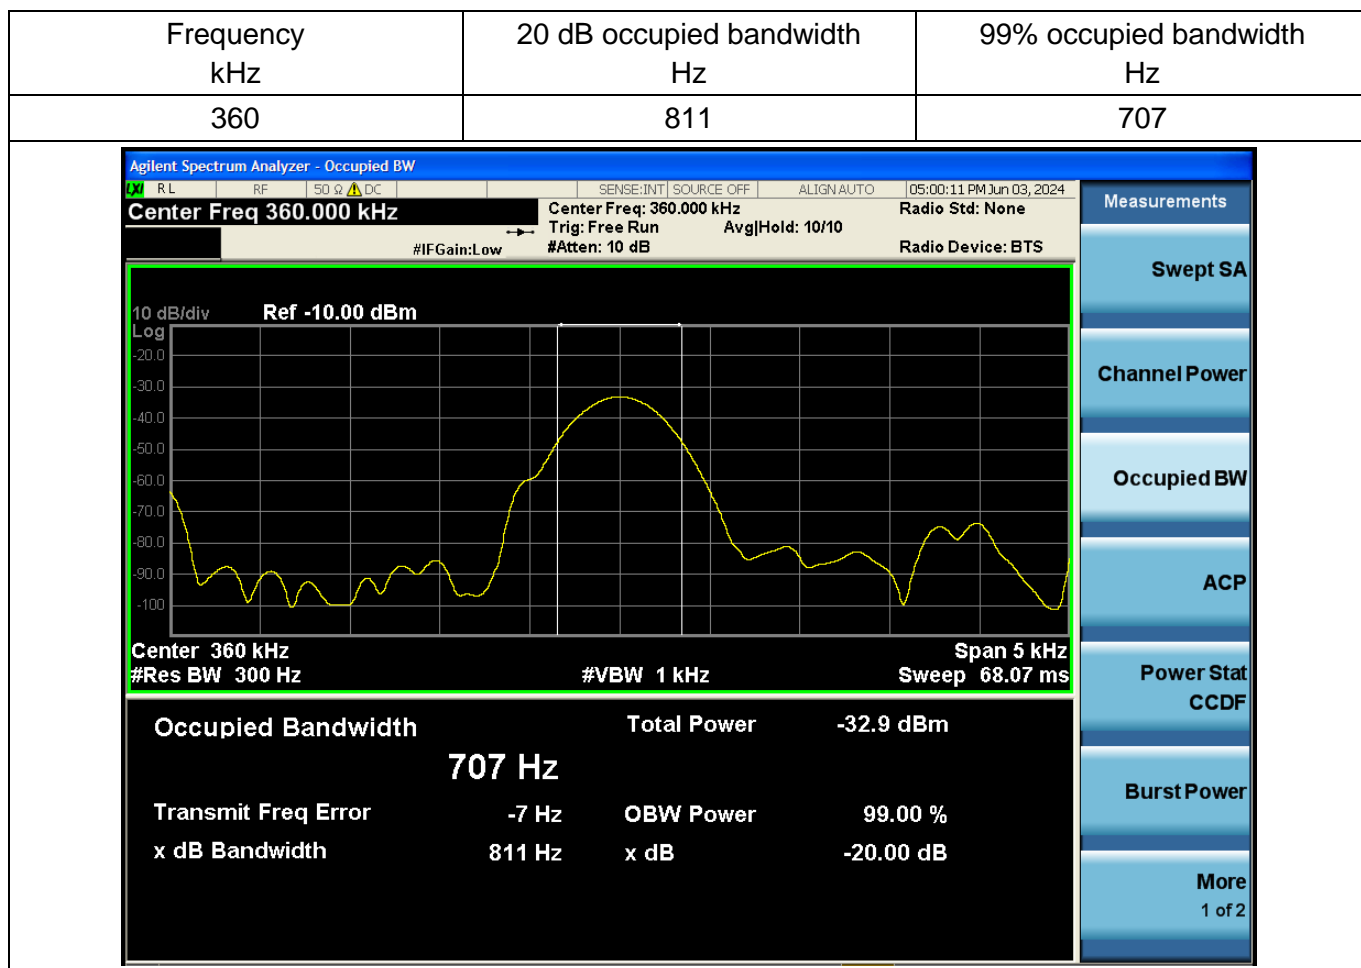 Frequency 20 dB occupied bandwidth 99% occupied bandwidth
kHz Hz Hz
360 811 707
Agilent Spectrum Analyzer - Occupied BW
LXI RL RF 50 Ω DC SENSE:INT SOURCE OFF ALIGN AUTO 05:00:11 PM Jun 03, 2024
Center Freq 360.000 kHz Center Freq: 360.000 kHz Radio Std: None
Trig: Free Run Avg|Hold: 10/10
#IFGain:Low #Atten: 10 dB Radio Device: BTS
10 dB/div Ref -10.00 dBm
Log
-20.0
-30.0
-40.0
-50.0
-60.0
-70.0
-80.0
-90.0
-100
Center 360 kHz Span 5 kHz
#Res BW 300 Hz #VBW 1 kHz Sweep 68.07 ms
Occupied Bandwidth Total Power -32.9 dBm
707 Hz
Transmit Freq Error -7 Hz OBW Power 99.00 %
x dB Bandwidth 811 Hz x dB -20.00 dB
Measurements
Swept SA
Channel Power
Occupied BW
ACP
Power Stat
CCDF
Burst Power
More
1 of 2